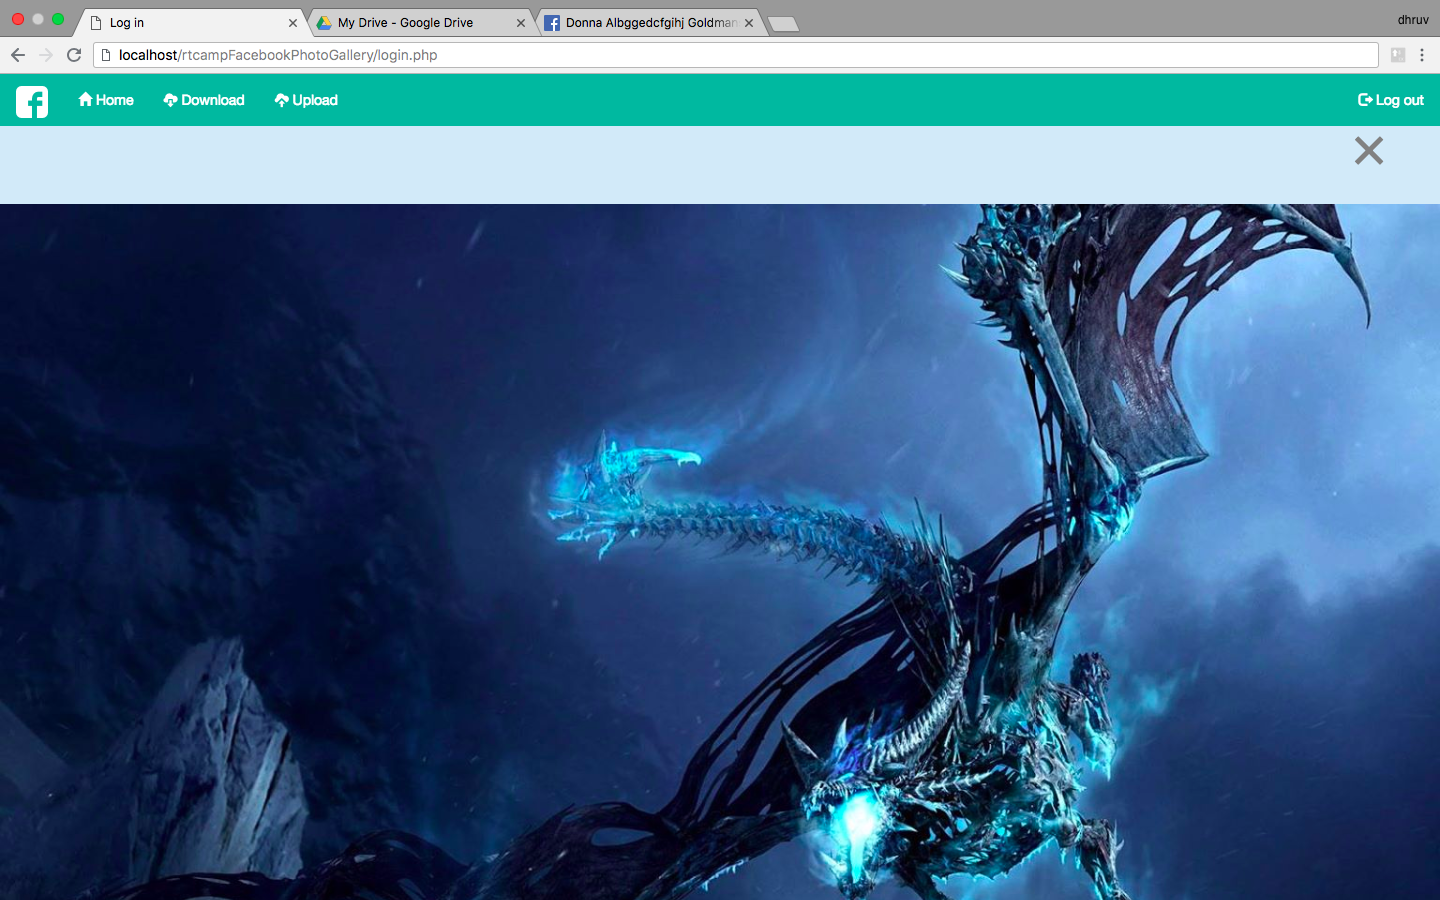 Log in
My Drive - Google Drive
Donna Albggedcfgihj Goldman
dhruv
localhost/rtcampFacebookPhotoGallery/login.php
Home
Download
Upload
Log out